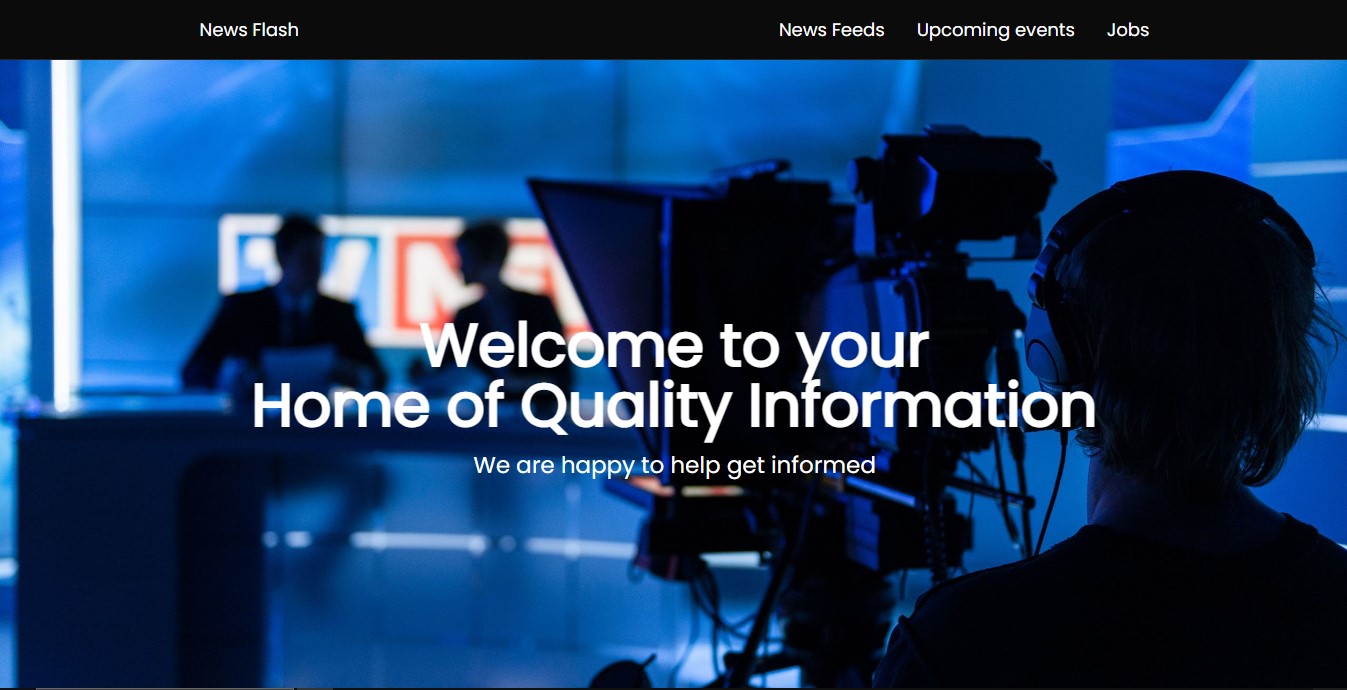 News Flash
News Feeds
Upcoming events
Jobs
Welcome to your
Home of Quality Information
We are happy to help get informed